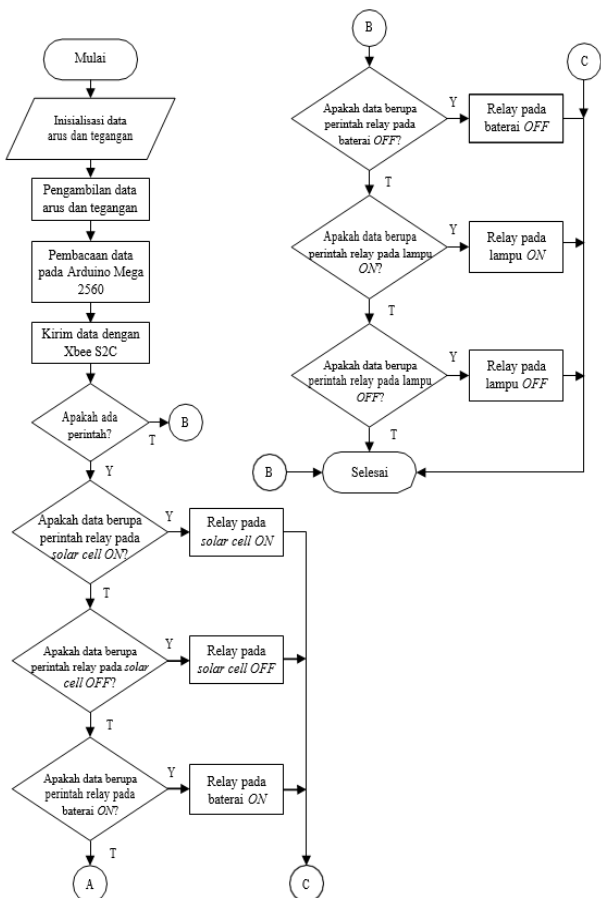 Mulai
Inisialisasi data
arus dan tegangan
Pengambilan data
arus dan tegangan
Pembacaan data
pada Arduino Mega
2560
Kirim data dengan
Xbee S2C
Apakah ada
perintah?
T
B
Y
Apakah data berupa
perintah relay pada
solar cell ON?
Y
Relay pada
solar cell ON
T
Apakah data berupa
perintah relay pada solar
cell OFF?
Y
Relay pada
solar cell OFF
T
Apakah data berupa
perintah relay pada
baterai ON?
Y
Relay pada
baterai ON
T
A
C
B
C
Apakah data berupa
perintah relay pada
baterai OFF?
Y
Relay pada
baterai OFF
T
Apakah data berupa
perintah relay pada lampu
ON?
Y
Relay pada
lampu ON
T
Apakah data berupa
perintah relay pada lampu
OFF?
Y
Relay pada
lampu OFF
T
B
Selesai